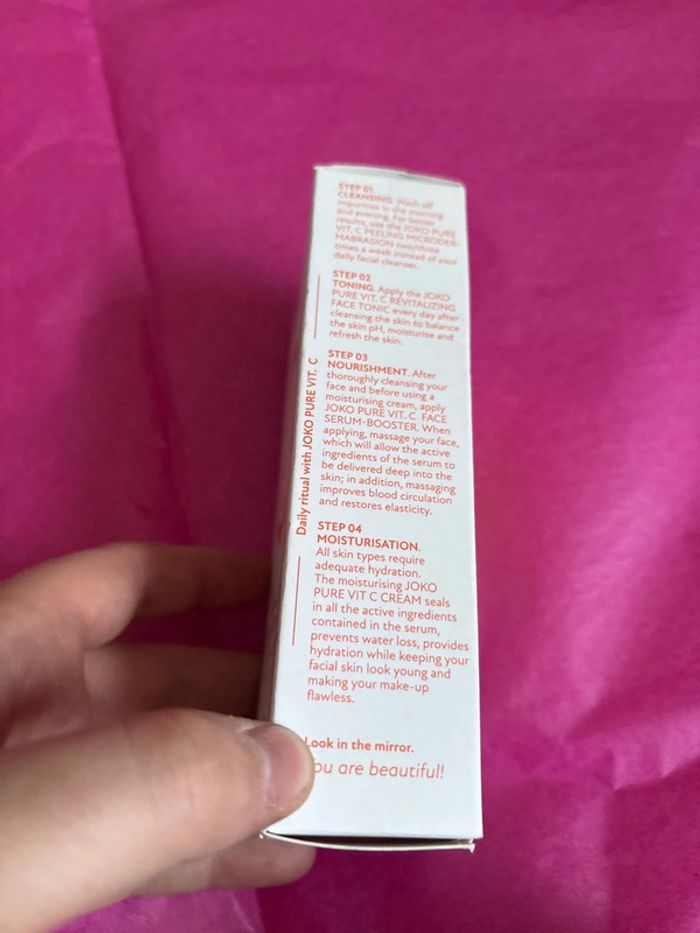 STEP 01
CLEANSING. Wash off
impurities in the morning
and evening. For better
results, use the JOKO PURE
VIT. C PEELING MICRODER-
MABRASION two/three
times a week instead of your
daily facial cleanser.
STEP 02
TONING. Apply the JOKO
PURE VIT. C REVITALIZING
FACE TONIC every day after
cleansing the skin to balance
the skin pH, moisturise and
refresh the skin.
STEP 03
NOURISHMENT. After
thoroughly cleansing your
face and before using a
moisturising cream, apply
JOKO PURE VIT. C FACE
SERUM-BOOSTER. When
applying, massage your face,
which will allow the active
ingredients of the serum to
be delivered deep into the
skin; in addition, massaging
improves blood circulation
and restores elasticity.
STEP 04
MOISTURISATION.
All skin types require
adequate hydration.
The moisturising JOKO
PURE VIT C CREAM seals
in all the active ingredients
contained in the serum,
prevents water loss, provides
hydration while keeping your
facial skin look young and
making your make-up
flawless.
Look in the mirror.
ou are beautiful!
Daily ritual with JOKO PURE VIT. C